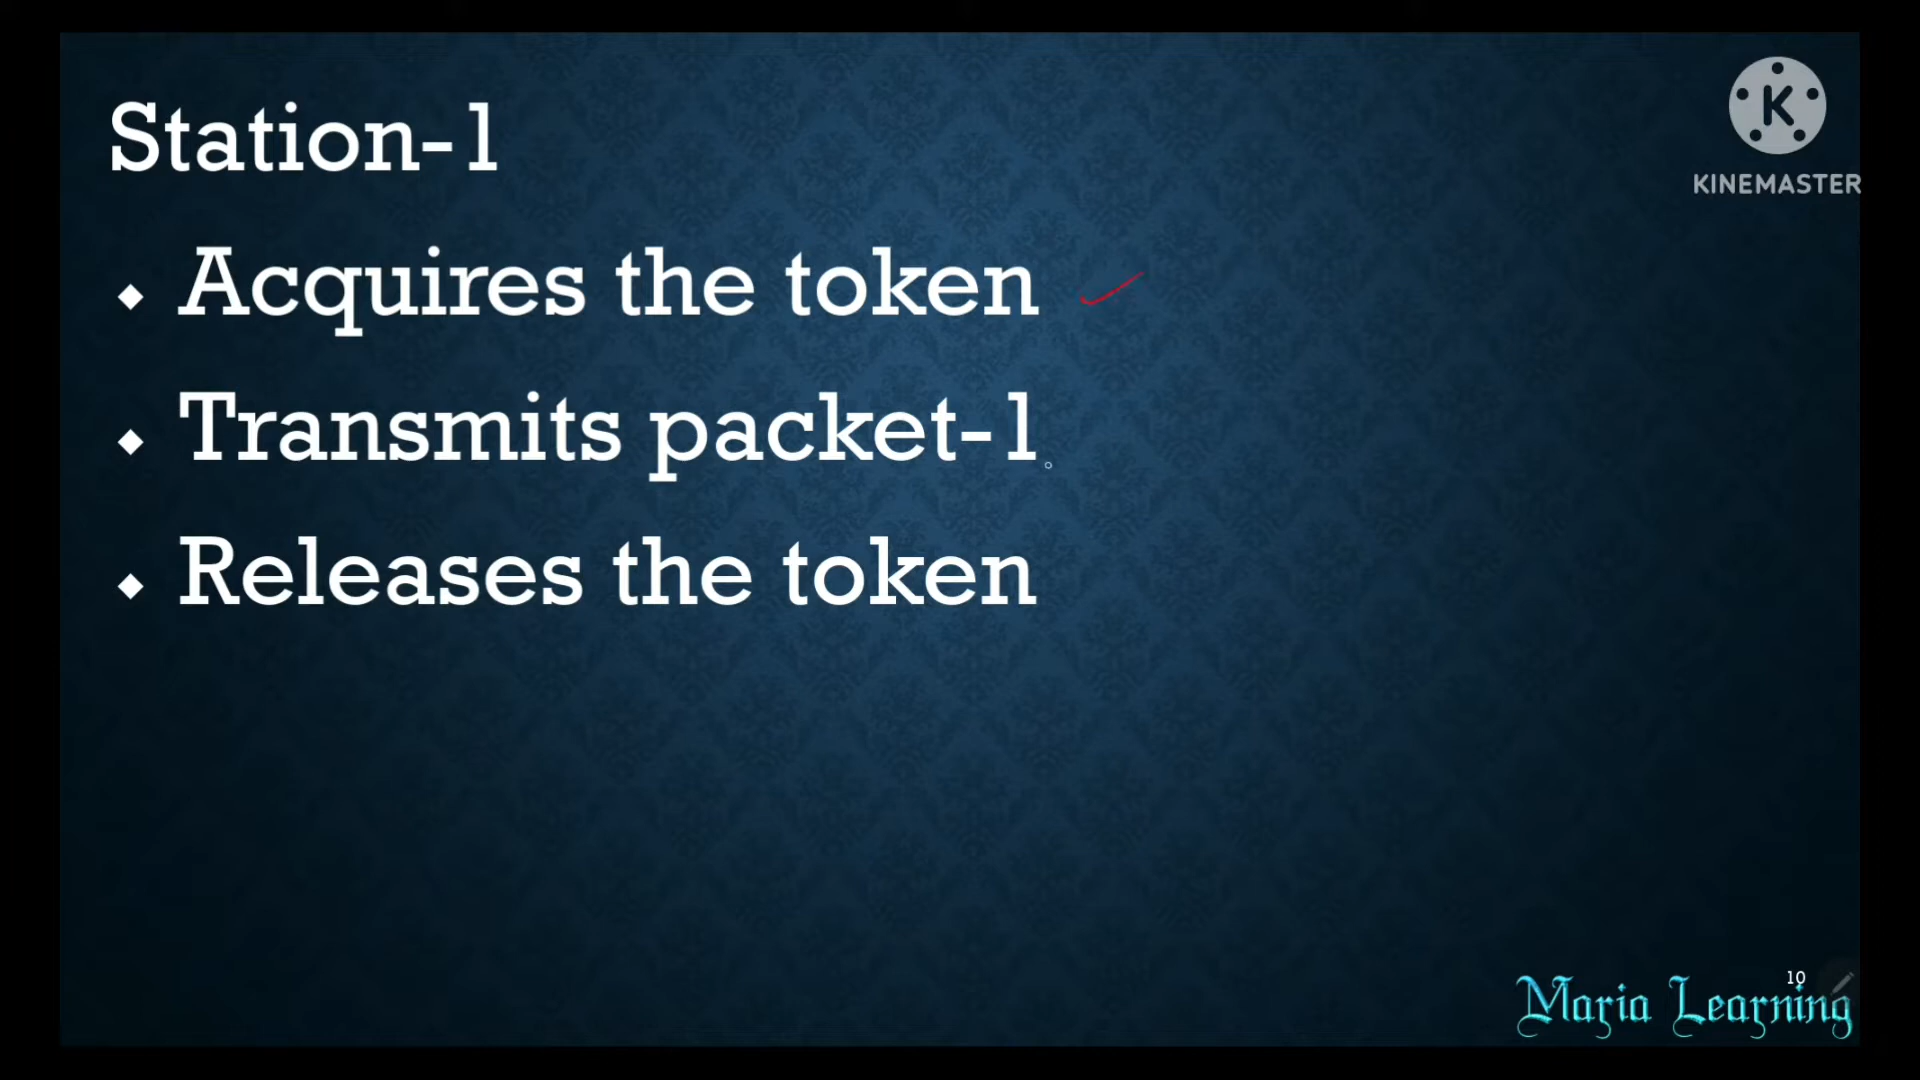 Station-1
KINEMASTER
Acquires the token
Transmits packet-1
Releases the token
10
Maria Learning